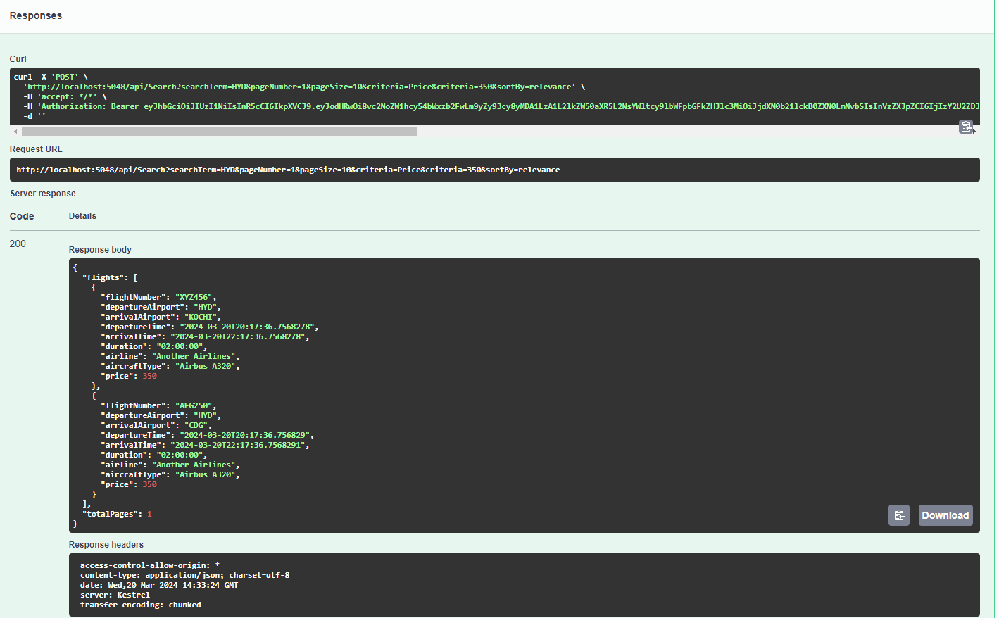 Responses
Curl
curl -X 'POST' \
'http://localhost:5048/api/Search?searchTerm=HYD&pageNumber=1&pageSize=10&criteria=Price&criteria=350&sortBy=relevance' \
-H 'accept: */*' \
-H 'Authorization: Bearer eyJhbGciOiJIUzI1NiIsInR5cCI6IkpXVCJ9.eyJodHRwOi8vc2NoZW1hcy54bWxzb2FwLm9yZy93cy8yMDA1LzA1L2lkZW50aXR5L2NsYWltcy9lbWFpbGFkZHJlc3MiOiJjdXN0b21lckB0ZXN0LmNvbSIsInVzZXJpZCI6IjIzY2U2ZDJ
-d ''
Request URL
http://localhost:5048/api/Search?searchTerm=HYD&pageNumber=1&pageSize=10&criteria=Price&criteria=350&sortBy=relevance
Server response
Code Details
200
Response body
{
"flights": [
{
"flightNumber": "XYZ456",
"departureAirport": "HYD",
"arrivalAirport": "KOCHI",
"departureTime": "2024-03-20T20:17:36.7568278",
"arrivalTime": "2024-03-20T22:17:36.7568278",
"duration": "02:00:00",
"airline": "Another Airlines",
"aircraftType": "Airbus A320",
"price": 350
},
{
"flightNumber": "AFG250",
"departureAirport": "HYD",
"arrivalAirport": "CDG",
"departureTime": "2024-03-20T20:17:36.756829",
"arrivalTime": "2024-03-20T22:17:36.7568291",
"duration": "02:00:00",
"airline": "Another Airlines",
"aircraftType": "Airbus A320",
"price": 350
}
],
"totalPages": 1
}
Download
Response headers
access-control-allow-origin: *
content-type: application/json; charset=utf-8
date: Wed,20 Mar 2024 14:33:24 GMT
server: Kestrel
transfer-encoding: chunked